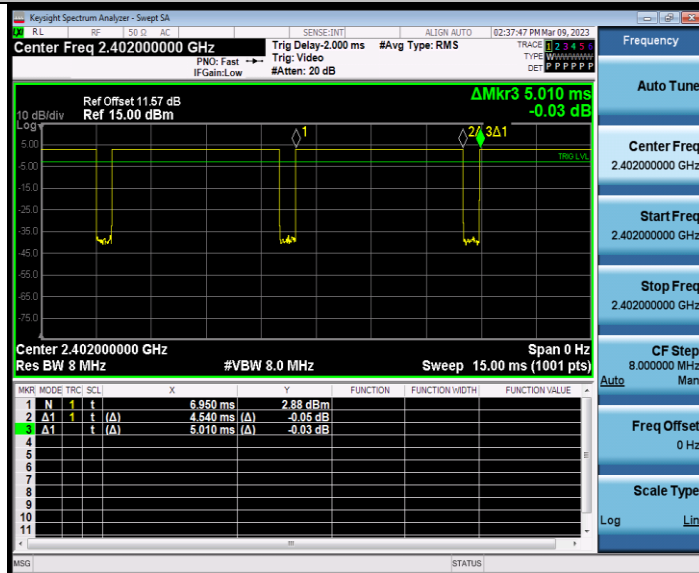 Keysight Spectrum Analyzer - Swept SA
RL RF 50 Ω AC SENSE:INT ALIGN AUTO 02:37:47 PM Mar 09, 2023
Center Freq 2.402000000 GHz
PNO: Fast
IFGain:Low
Trig Delay-2.000 ms
Trig: Video
#Atten: 20 dB
#Avg Type: RMS
TRACE 1 2 3 4 5 6
TYPE W
DET P P P P P P
Frequency
Auto Tune
Center Freq
2.402000000 GHz
Start Freq
2.402000000 GHz
Stop Freq
2.402000000 GHz
CF Step
8.000000 MHz
Auto Man
Freq Offset
0 Hz
Scale Type
Log Lin
Ref Offset 11.57 dB
10 dB/div Ref 15.00 dBm
Log
ΔMkr3 5.010 ms
-0.03 dB
1
2Δ 3Δ1
TRIG LVL
5.00
-5.00
-15.0
-25.0
-35.0
-45.0
-55.0
-65.0
-75.0
Center 2.402000000 GHz Span 0 Hz
Res BW 8 MHz #VBW 8.0 MHz Sweep 15.00 ms (1001 pts)
MKR MODE TRC SCL X Y FUNCTION FUNCTION WIDTH FUNCTION VALUE
1 N 1 t 6.950 ms 2.88 dBm
2 Δ1 1 t (Δ) 4.540 ms (Δ) -0.05 dB
3 Δ1 t (Δ) 5.010 ms (Δ) -0.03 dB
4
5
6
7
8
9
10
11
MSG STATUS